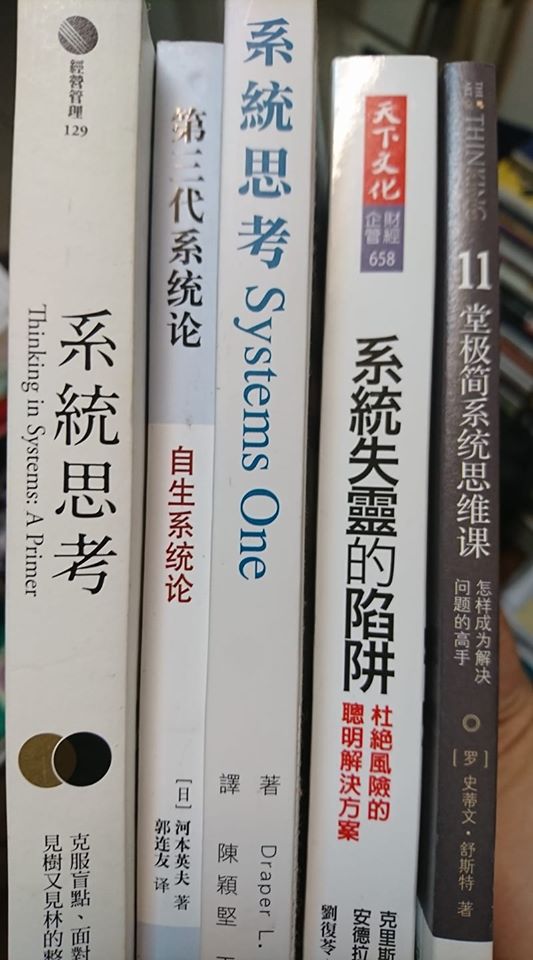 經營管理
129
系統思考
Thinking in Systems: A Primer
克服盲點、面對
見樹又見林的整
第三代系统论
自生系统论
[日] 河本英夫 著
郭连友 译
系統思考 Systems One
著 Draper L.
譯 陳穎堅
天下文化
財經
企管
658
系統失靈的陷阱
杜絕風險的
聰明解決方案
克里斯
安德拉
劉復苓
THINKING
11堂极简系统思维课
怎样成为解决
问题的高手
[罗] 史蒂文·舒斯特 著